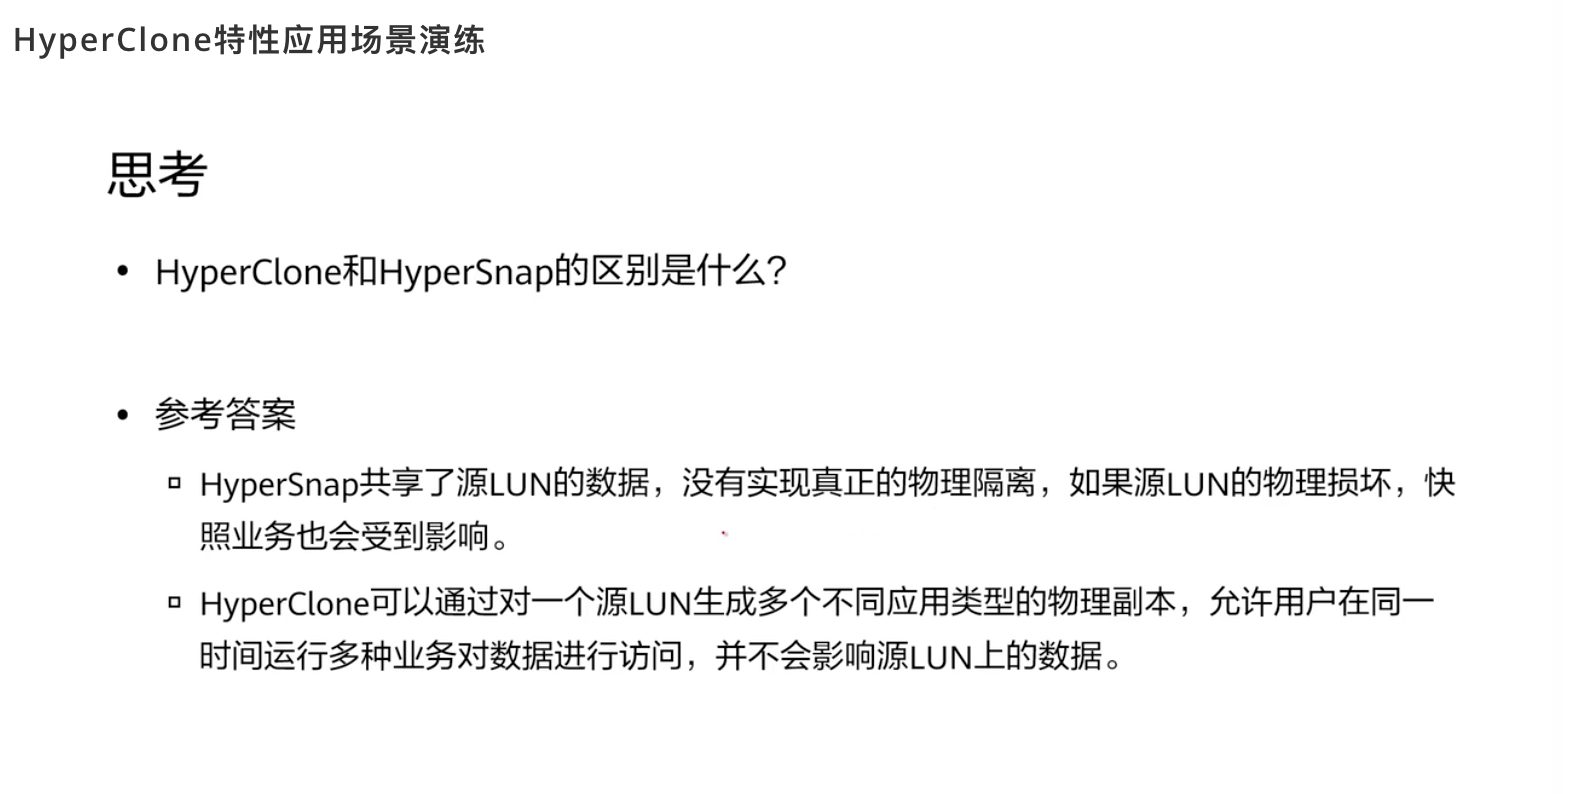 HyperClone特性应用场景演练
思考
• HyperClone和HyperSnap的区别是什么？
• 参考答案
▫ HyperSnap共享了源LUN的数据，没有实现真正的物理隔离，如果源LUN的物理损坏，快
照业务也会受到影响。
▫ HyperClone可以通过对一个源LUN生成多个不同应用类型的物理副本，允许用户在同一
时间运行多种业务对数据进行访问，并不会影响源LUN上的数据。